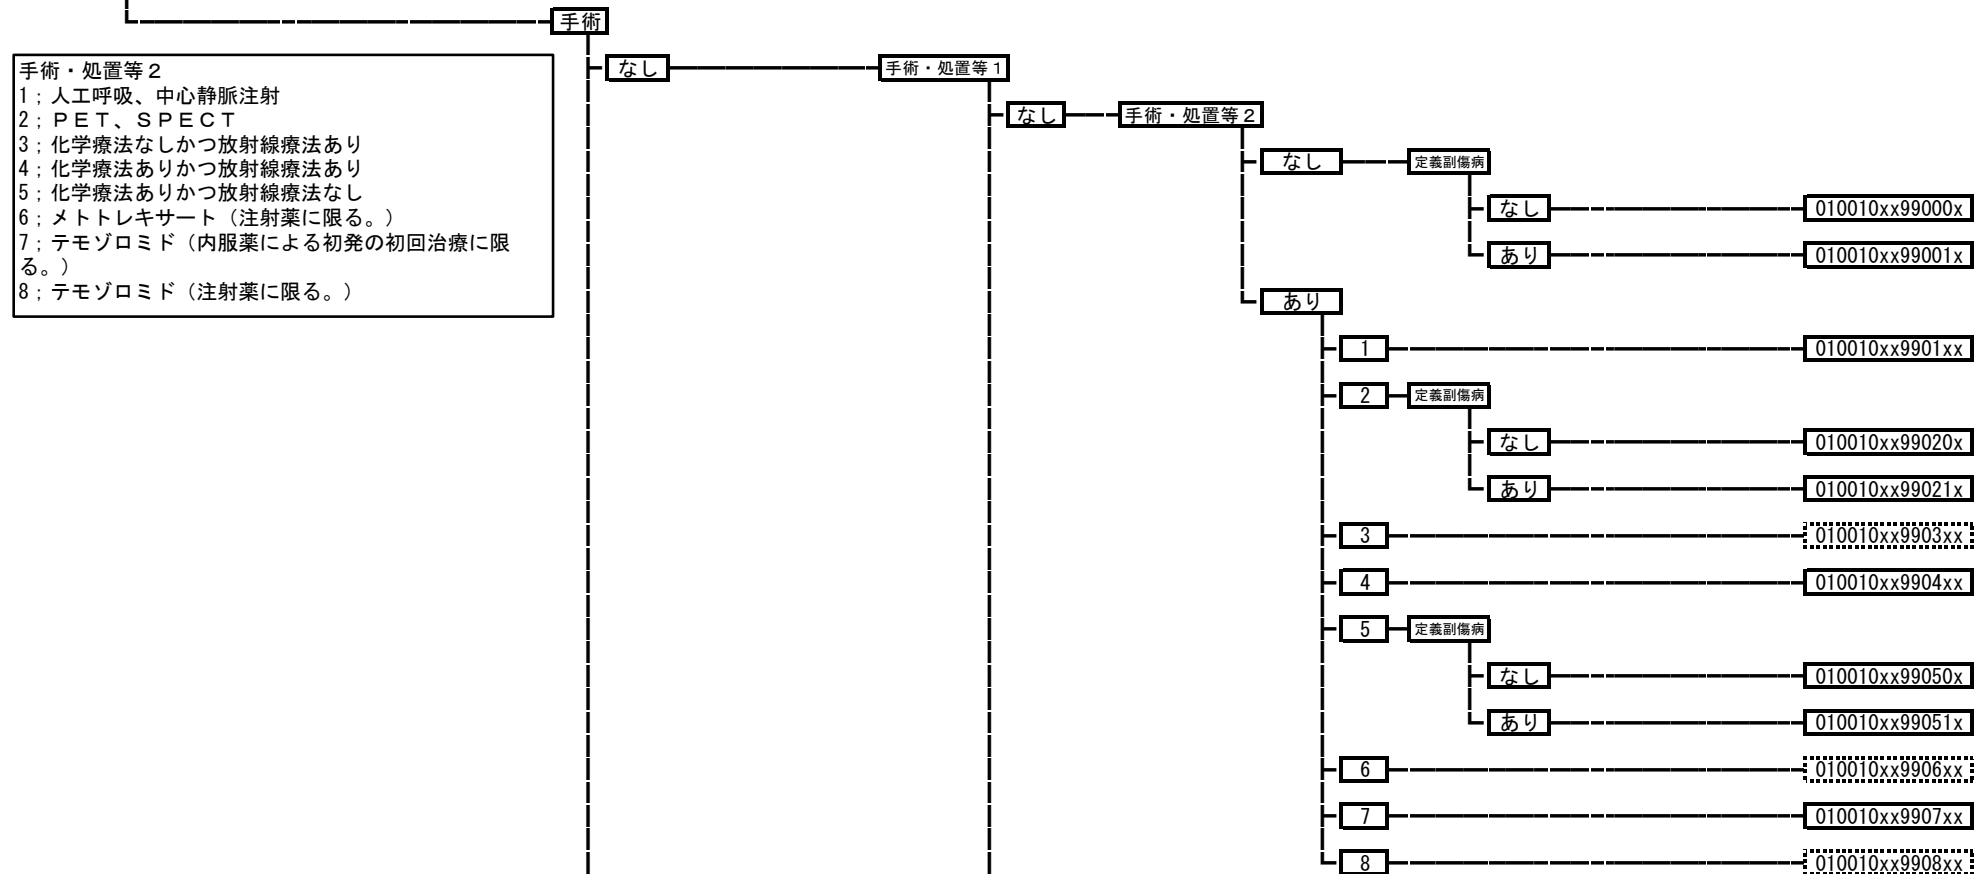 手術
手術・処置等２
1；人工呼吸、中心静脈注射
2；ＰＥＴ、ＳＰＥＣＴ
3；化学療法なしかつ放射線療法あり
4；化学療法ありかつ放射線療法あり
5；化学療法ありかつ放射線療法なし
6；メトトレキサート（注射薬に限る。）
7；テモゾロミド（内服薬による初発の初回治療に限
る。）
8；テモゾロミド（注射薬に限る。）
なし 手術・処置等１
なし 手術・処置等２
なし 定義副傷病
なし 010010xx99000x
あり 010010xx99001x
あり
1 010010xx9901xx
2 定義副傷病
なし 010010xx99020x
あり 010010xx99021x
3 010010xx9903xx
4 010010xx9904xx
5 定義副傷病
なし 010010xx99050x
あり 010010xx99051x
6 010010xx9906xx
7 010010xx9907xx
8 010010xx9908xx